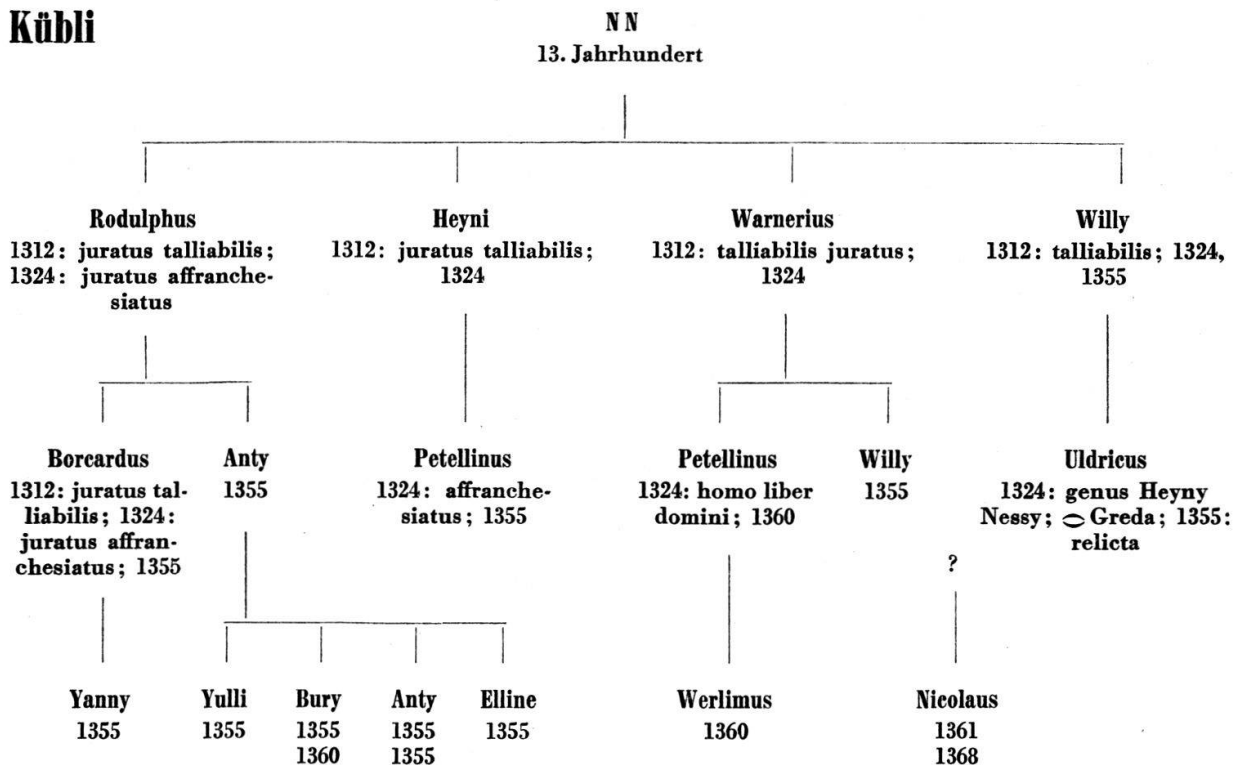 Kübli
NN
13. Jahrhundert
Rodulphus
1312: juratus talliabilis;
1324: juratus affranche-
siatus
Heyni
1312: juratus talliabilis;
1324
Warnerius
1312: talliabilis juratus;
1324
Willy
1312: talliabilis; 1324,
1355
Borcardus
1312: juratus tal-
liabilis; 1324:
juratus affran-
chesiatus; 1355
Anty
1355
Petellinus
1324: affranche-
siatus; 1355
Petellinus
1324: homo liber
domini; 1360
Willy
1355
Uldricus
1324: genus Heyny
Nessy; ⚭ Greda; 1355:
relicta
?
Yanny
1355
Yulli
1355
Bury
1355
1360
Anty
1355
1355
Elline
1355
Werlimus
1360
Nicolaus
1361
1368